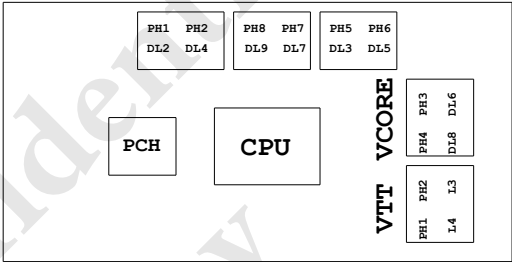 PH1 PH2
DL2 DL4
PH8 PH7
DL9 DL7
PH5 PH6
DL3 DL5
PCH
CPU
VCORE
PH3 DL6
PH4 DL8
VTT
PH2 L3
PH1 L4